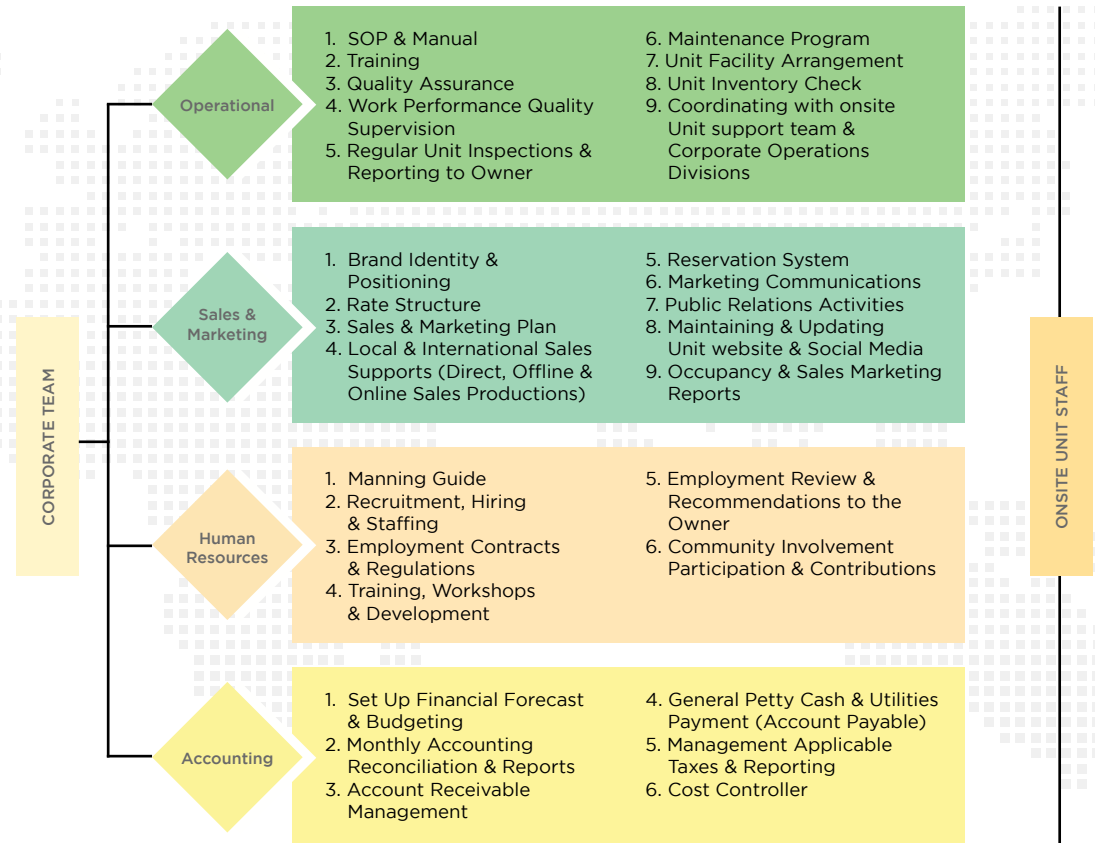 CORPORATE TEAM
Operational
1. SOP & Manual
2. Training
3. Quality Assurance
4. Work Performance Quality
Supervision
5. Regular Unit Inspections &
Reporting to Owner
6. Maintenance Program
7. Unit Facility Arrangement
8. Unit Inventory Check
9. Coordinating with onsite
Unit support team &
Corporate Operations
Divisions
Sales &
Marketing
1. Brand Identity &
Positioning
2. Rate Structure
3. Sales & Marketing Plan
4. Local & International Sales
Supports (Direct, Offline &
Online Sales Productions)
5. Reservation System
6. Marketing Communications
7. Public Relations Activities
8. Maintaining & Updating
Unit website & Social Media
9. Occupancy & Sales Marketing
Reports
Human
Resources
1. Manning Guide
2. Recruitment, Hiring
& Staffing
3. Employment Contracts
& Regulations
4. Training, Workshops
& Development
5. Employment Review &
Recommendations to the
Owner
6. Community Involvement
Participation & Contributions
Accounting
1. Set Up Financial Forecast
& Budgeting
2. Monthly Accounting
Reconciliation & Reports
3. Account Receivable
Management
4. General Petty Cash & Utilities
Payment (Account Payable)
5. Management Applicable
Taxes & Reporting
6. Cost Controller
ONSITE UNIT STAFF